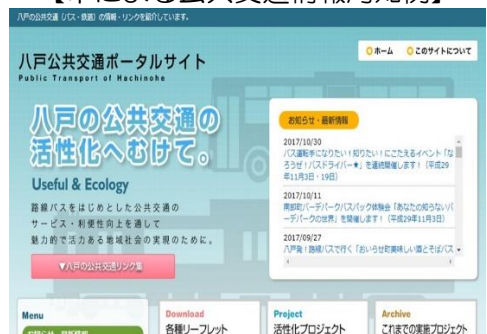 八戸の公共交通（バス・鉄道）の情報・リンクを紹介しています。
八戸公共交通ポータルサイト
Public Transport of Hachinohe
ホーム
このサイトについて
八戸の公共交通の
活性化へむけて。
Useful & Ecology
路線バスをはじめとした公共交通の
サービス・利便性向上を通して
魅力的で活力ある地域社会の実現のために。
▼八戸の公共交通リンク集
お知らせ・最新情報
2017/10/30
バス運転手になりたい！知りたい！にこたえるイベント「な
ろうぜ！バスドライバー★」を連続開催します！（平成29
年11月3日・19日）
2017/10/11
南部町バーデパークバスパック体験会「あなたの知らないバ
ーデパークの世界」を開催します！（平成29年11月3日）
2017/09/27
八戸発！路線バスで行く「おいらせ町美味しい酒とそばバス
Menu
お知らせ・最新情報
Download
各種リーフレット
Project
活性化プロジェクト
Archive
これまでの実施プロジェクト